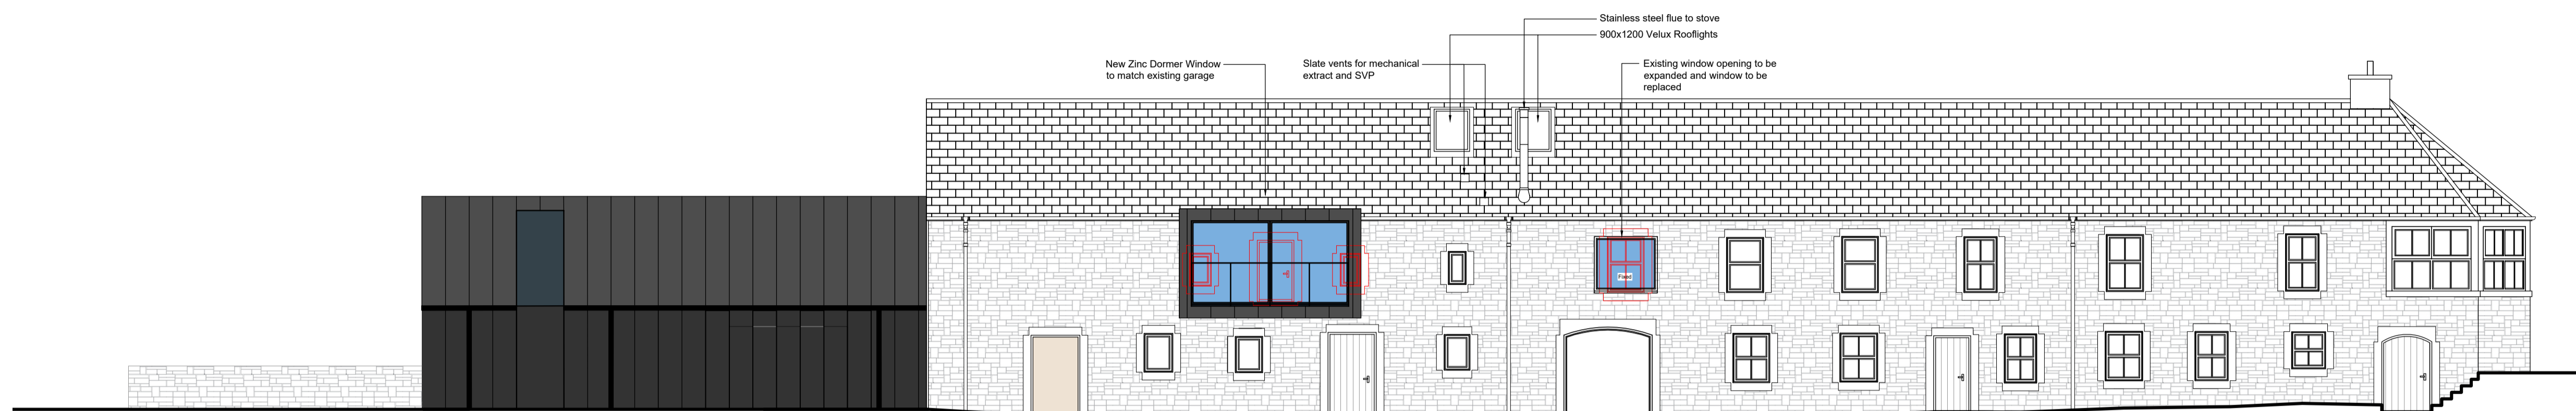 Stainless steel flue to stove
900x1200 Velux Rooflights
New Zinc Dormer Window
to match existing garage
Slate vents for mechanical
extract and SVP
Existing window opening to be
expanded and window to be
replaced
Fixed